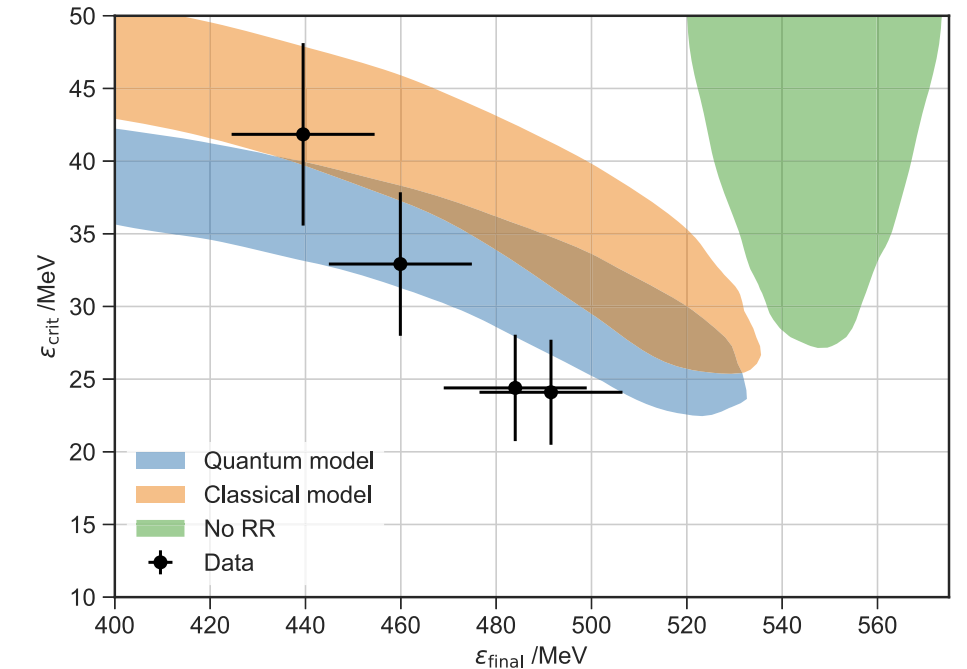 50
45
40
35
30
25
20
15
10
ε_crit /MeV
Quantum model
Classical model
No RR
Data
400 420 440 460 480 500 520 540 560
ε_final /MeV